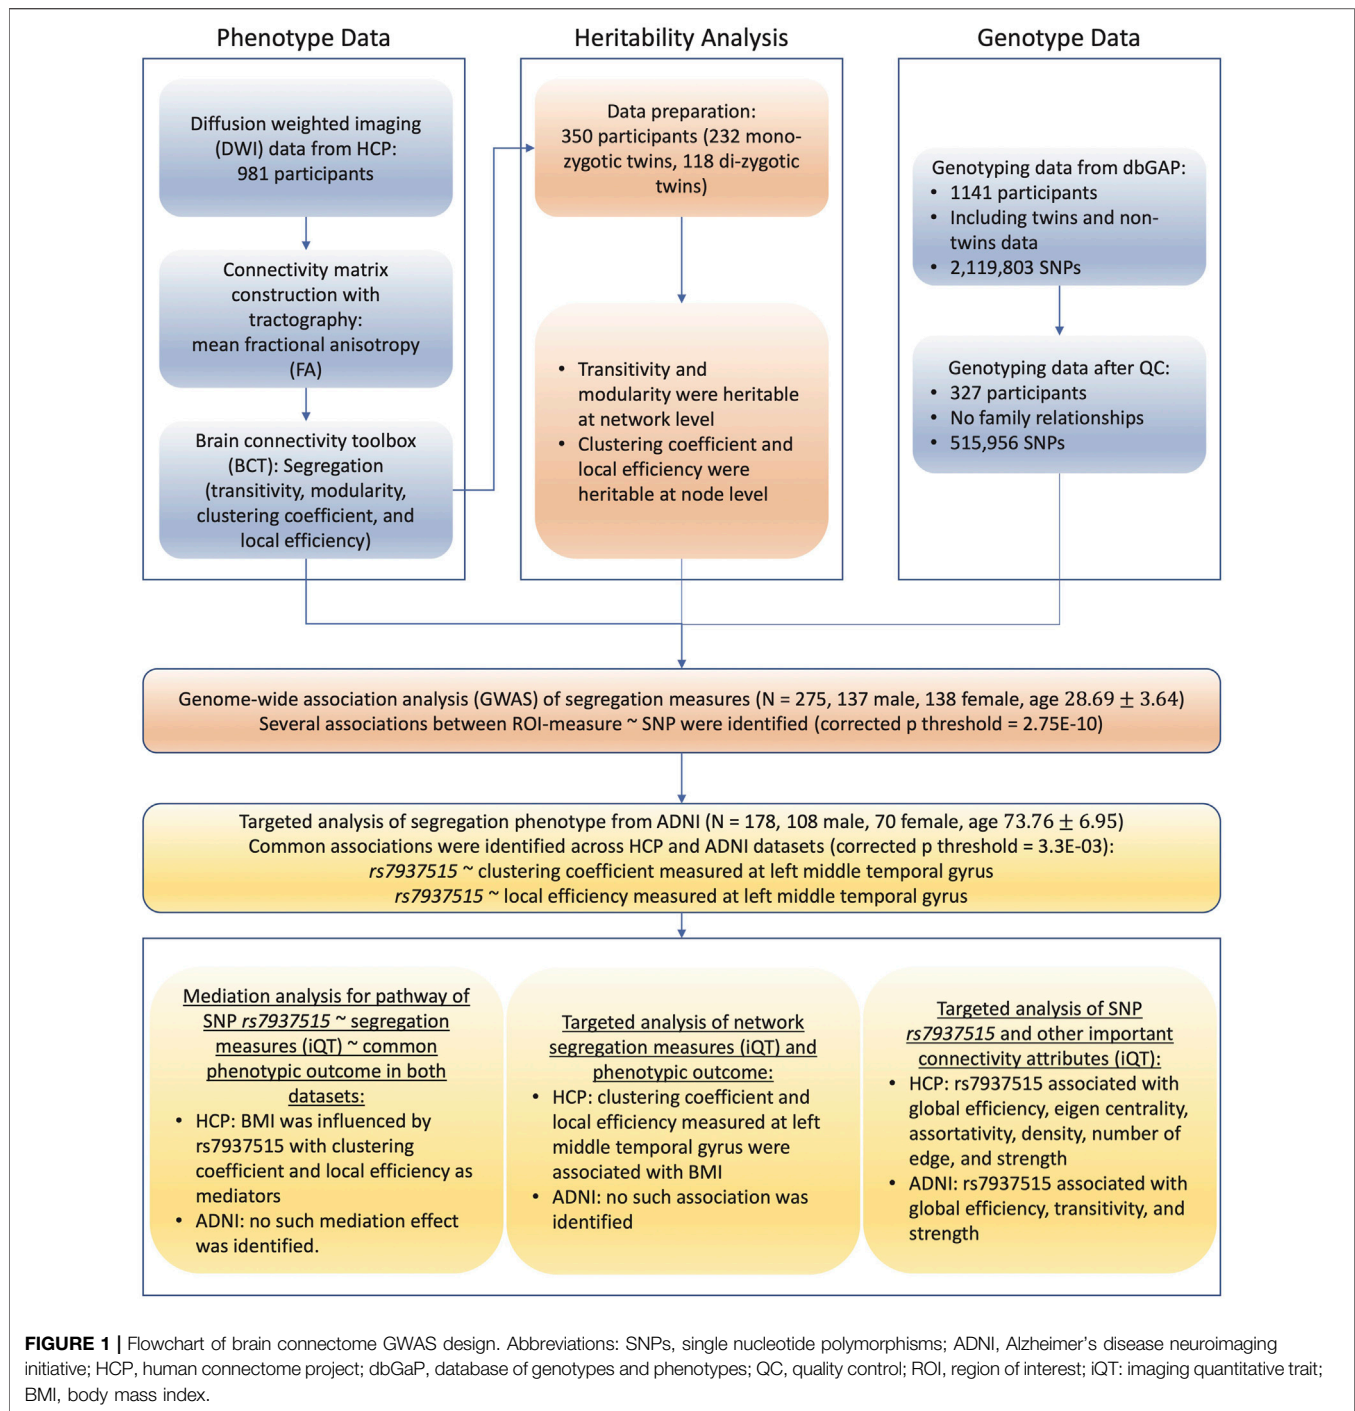 Phenotype Data
Diffusion weighted imaging
(DWI) data from HCP:
981 participants
Connectivity matrix
construction with
tractography:
mean fractional anisotropy
(FA)
Brain connectivity toolbox
(BCT): Segregation
(transitivity, modularity,
clustering coefficient, and
local efficiency)
Heritability Analysis
Data preparation:
350 participants (232 mono-
zygotic twins, 118 di-zygotic
twins)
• Transitivity and
modularity were heritable
at network level
• Clustering coefficient and
local efficiency were
heritable at node level
Genotype Data
Genotyping data from dbGAP:
• 1141 participants
• Including twins and non-
twins data
• 2,119,803 SNPs
Genotyping data after QC:
• 327 participants
• No family relationships
• 515,956 SNPs
Genome-wide association analysis (GWAS) of segregation measures (N = 275, 137 male, 138 female, age 28.69 ± 3.64)
Several associations between ROI-measure ~ SNP were identified (corrected p threshold = 2.75E-10)
Targeted analysis of segregation phenotype from ADNI (N = 178, 108 male, 70 female, age 73.76 ± 6.95)
Common associations were identified across HCP and ADNI datasets (corrected p threshold = 3.3E-03):
rs7937515 ~ clustering coefficient measured at left middle temporal gyrus
rs7937515 ~ local efficiency measured at left middle temporal gyrus
Mediation analysis for pathway of
SNP rs7937515 ~ segregation
measures (iQT) ~ common
phenotypic outcome in both
datasets:
• HCP: BMI was influenced by
rs7937515 with clustering
coefficient and local efficiency as
mediators
• ADNI: no such mediation effect
was identified.
Targeted analysis of network
segregation measures (iQT) and
phenotypic outcome:
• HCP: clustering coefficient and
local efficiency measured at left
middle temporal gyrus were
associated with BMI
• ADNI: no such association was
identified
Targeted analysis of SNP
rs7937515 and other important
connectivity attributes (iQT):
• HCP: rs7937515 associated with
global efficiency, eigen centrality,
assortativity, density, number of
edge, and strength
• ADNI: rs7937515 associated with
global efficiency, transitivity, and
strength
FIGURE 1 | Flowchart of brain connectome GWAS design. Abbreviations: SNPs, single nucleotide polymorphisms; ADNI, Alzheimer's disease neuroimaging
initiative; HCP, human connectome project; dbGaP, database of genotypes and phenotypes; QC, quality control; ROI, region of interest; iQT: imaging quantitative trait;
BMI, body mass index.